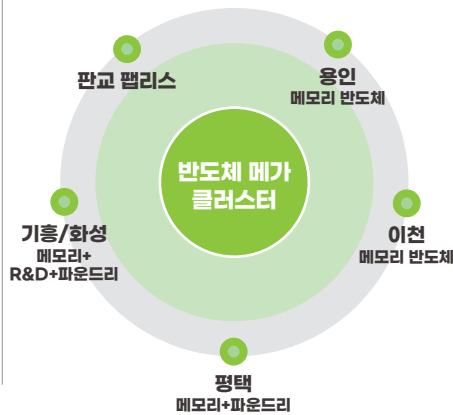 판교 팹리스
용인
메모리 반도체
반도체 메가
클러스터
기흥/화성
메모리+
R&D+파운드리
이천
메모리 반도체
평택
메모리+파운드리